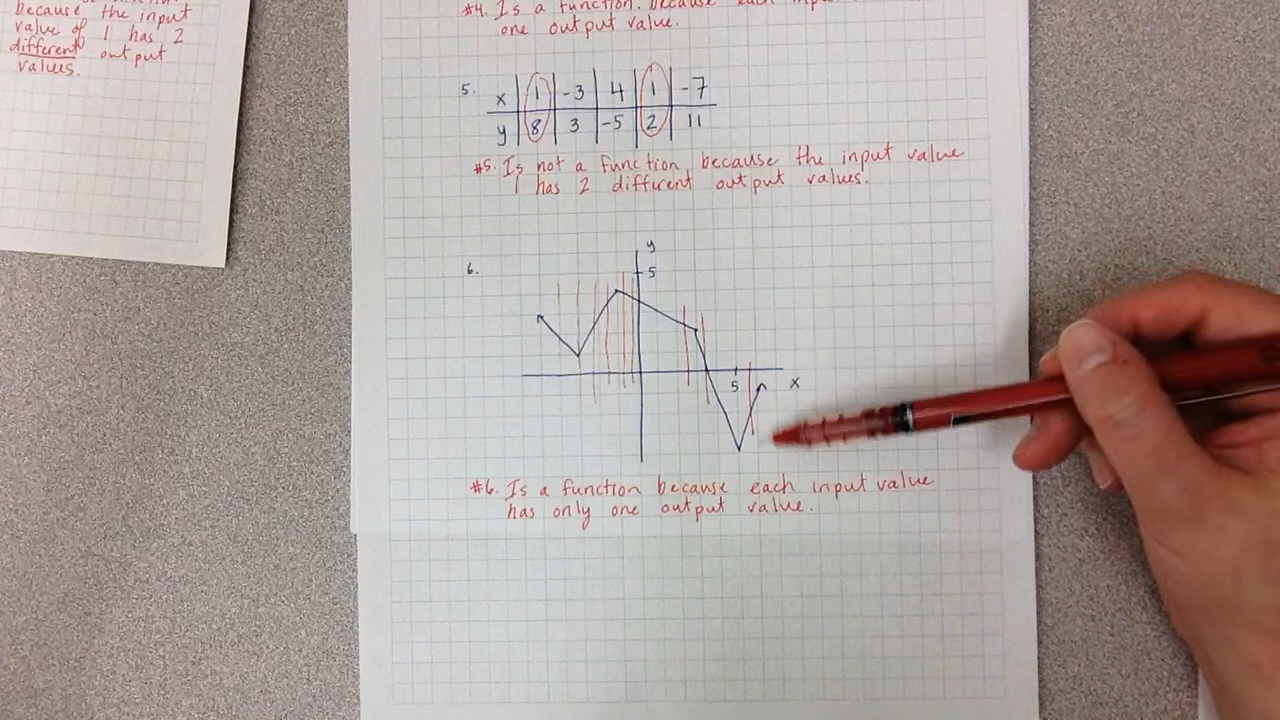 because the input
value of 1 has 2
different output
values.
#4. Is a function. because each
one output value.
5.
x 1 -3 4 1 -7
y 8 3 -5 2 11
#5. Is not a function because the input value
1 has 2 different output values.
6.
y
5
5
x
#6. Is a function because each input value
has only one output value.